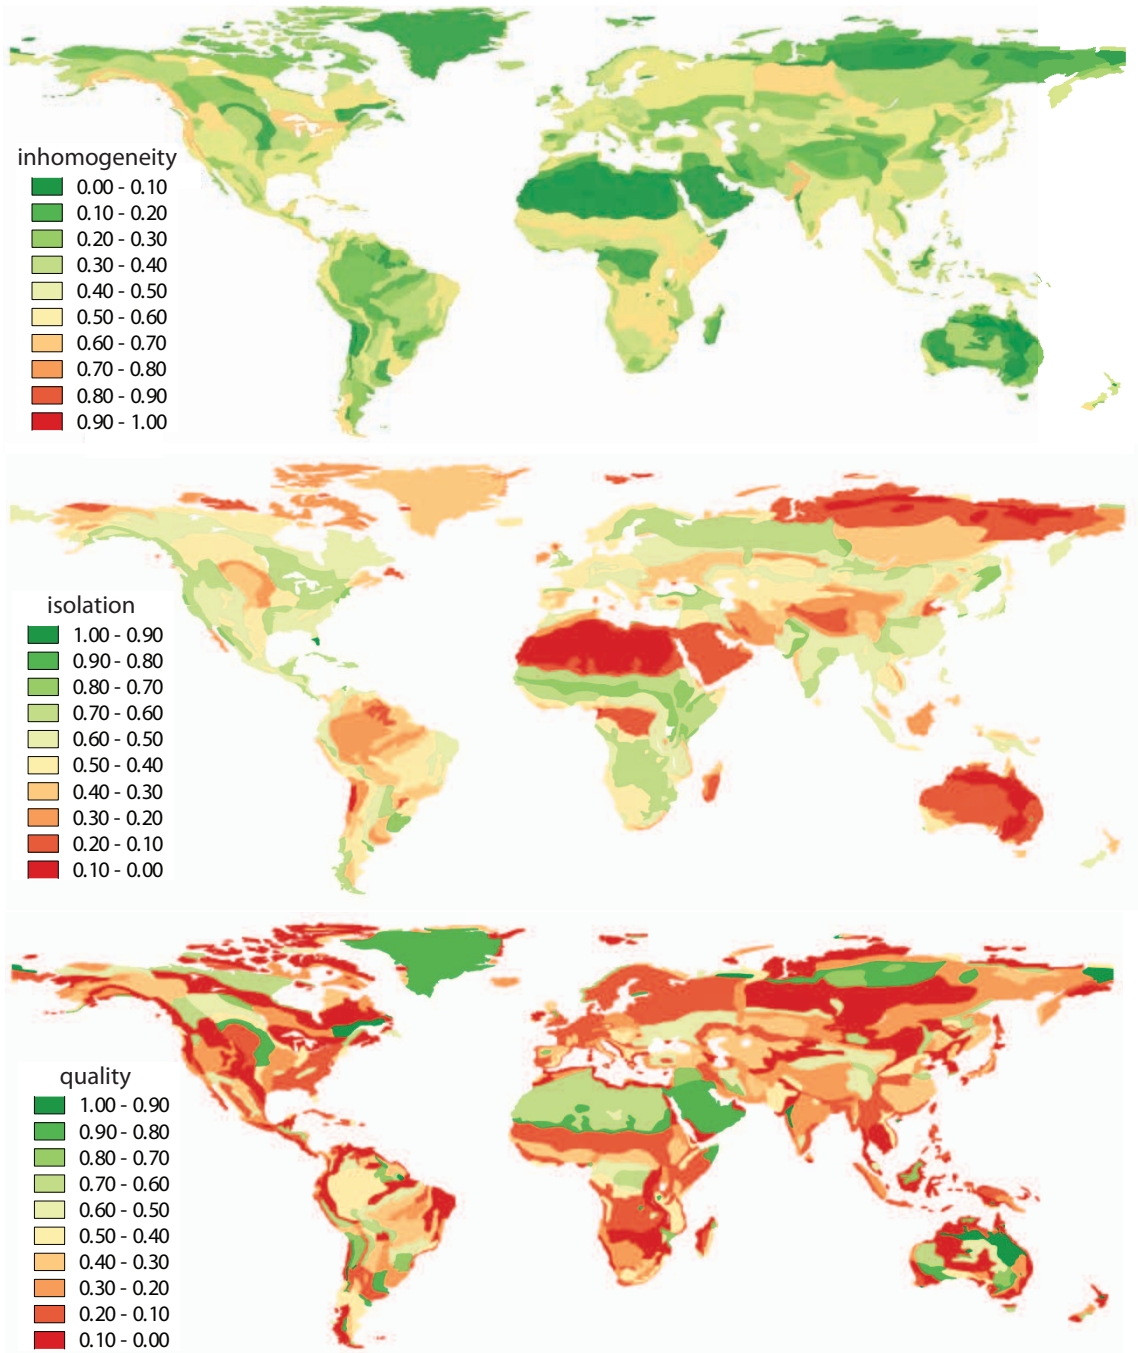 inhomogeneity
0.00 - 0.10
0.10 - 0.20
0.20 - 0.30
0.30 - 0.40
0.40 - 0.50
0.50 - 0.60
0.60 - 0.70
0.70 - 0.80
0.80 - 0.90
0.90 - 1.00
isolation
1.00 - 0.90
0.90 - 0.80
0.80 - 0.70
0.70 - 0.60
0.60 - 0.50
0.50 - 0.40
0.40 - 0.30
0.30 - 0.20
0.20 - 0.10
0.10 - 0.00
quality
1.00 - 0.90
0.90 - 0.80
0.80 - 0.70
0.70 - 0.60
0.60 - 0.50
0.50 - 0.40
0.40 - 0.30
0.30 - 0.20
0.20 - 0.10
0.10 - 0.00